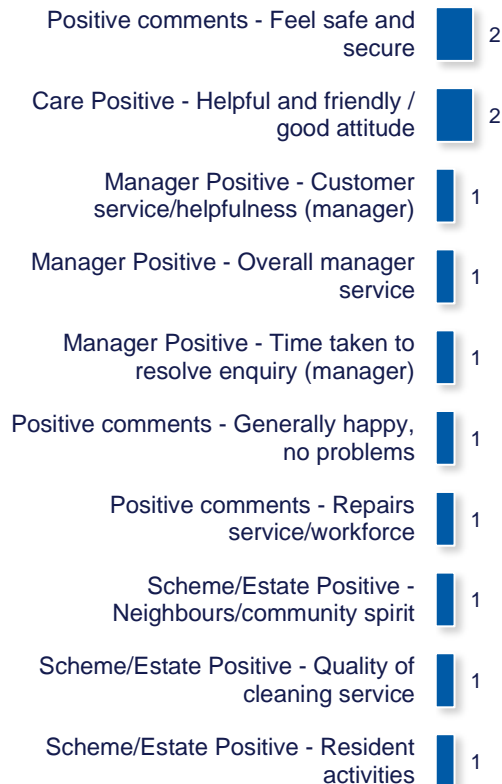 Positive comments - Feel safe and
secure
2
Care Positive - Helpful and friendly /
good attitude
2
Manager Positive - Customer
service/helpfulness (manager)
1
Manager Positive - Overall manager
service
1
Manager Positive - Time taken to
resolve enquiry (manager)
1
Positive comments - Generally happy,
no problems
1
Positive comments - Repairs
service/workforce
1
Scheme/Estate Positive -
Neighbours/community spirit
1
Scheme/Estate Positive - Quality of
cleaning service
1
Scheme/Estate Positive - Resident
activities
1